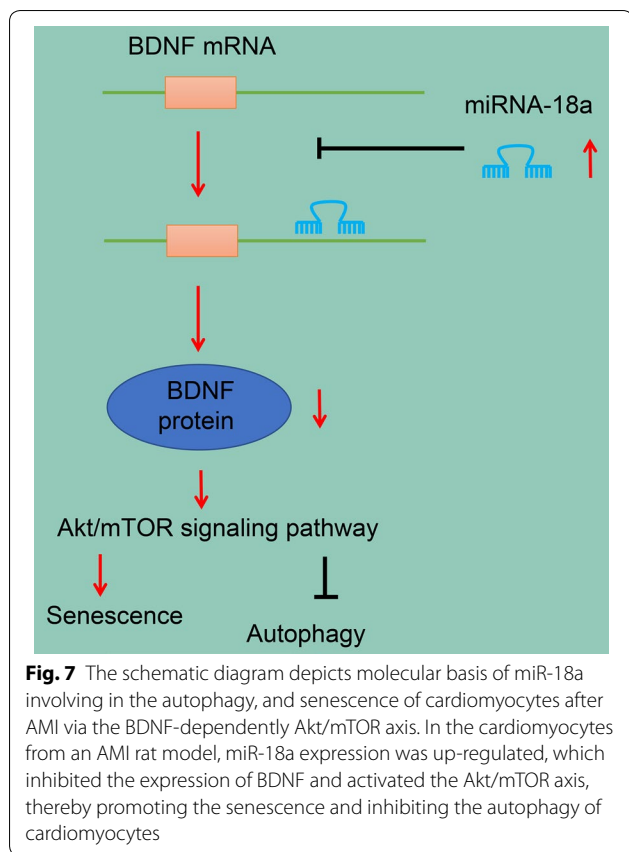 BDNF mRNA
miRNA-18a
BDNF
protein
Akt/mTOR signaling pathway
Senescence
Autophagy
Fig. 7 The schematic diagram depicts molecular basis of miR-18a
involving in the autophagy, and senescence of cardiomyocytes after
AMI via the BDNF-dependently Akt/mTOR axis. In the cardiomyocytes
from an AMI rat model, miR-18a expression was up-regulated, which
inhibited the expression of BDNF and activated the Akt/mTOR axis,
thereby promoting the senescence and inhibiting the autophagy of
cardiomyocytes